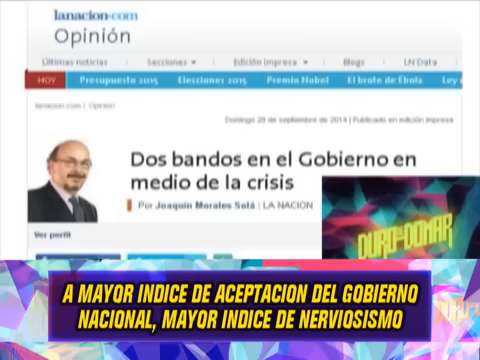 lanacion.com
Opinión
Últimas noticias Secciones Edición impresa Blogs LN Data
HOY Presupuesto 2015 Elecciones 2015 Premio Nobel El brote de Ébola Ley
lanacion.com | Opinión
Domingo 28 de septiembre de 2014 | Publicado en edición impresa
Dos bandos en el Gobierno en
medio de la crisis
Por Joaquín Morales Solá | LA NACION
Ver perfil
DURO DE DOMAR
A MAYOR INDICE DE ACEPTACION DEL GOBIERNO
NACIONAL, MAYOR INDICE DE NERVIOSISMO